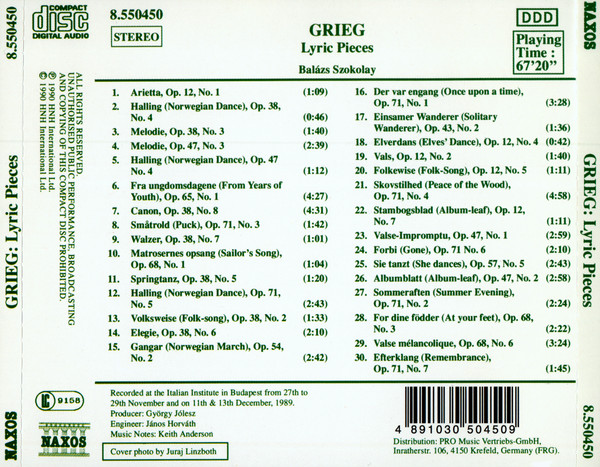 8.550450
COMPACT
disc
DIGITAL AUDIO
STEREO
GRIEG
Lyric Pieces
Balázs Szokolay
DDD
Playing
Time :
67'20"
NAXOS
8.550450
1. Arietta, Op. 12, No. 1 (1:09)
2. Halling (Norwegian Dance), Op. 38,
No. 4 (0:46)
3. Melodie, Op. 38, No. 3 (1:40)
4. Melodie, Op. 47, No. 3 (2:39)
5. Halling (Norwegian Dance), Op. 47
No. 4 (1:12)
6. Fra ungdomsdagene (From Years of
Youth), Op. 65, No. 1 (4:27)
7. Canon, Op. 38, No. 8 (4:31)
8. Småtrold (Puck), Op. 71, No. 3 (1:42)
9. Walzer, Op. 38, No. 7 (1:01)
10. Matrosernes opsang (Sailor's Song),
Op. 68, No. 1 (1:04)
11. Springtanz, Op. 38, No. 5 (1:20)
12. Halling (Norwegian Dance), Op. 71,
No. 5 (2:43)
13. Volksweise (Folk-song), Op. 38, No. 2 (1:33)
14. Elegie, Op. 38, No. 6 (2:10)
15. Gangar (Norwegian March), Op. 54,
No. 2 (2:42)
16. Der var engang (Once upon a time),
Op. 71, No. 1 (3:28)
17. Einsamer Wanderer (Solitary
Wanderer), Op. 43, No. 2 (1:36)
18. Elverdans (Elves' Dance), Op. 12, No. 4 (0:42)
19. Vals, Op. 12, No. 2 (1:40)
20. Folkewise (Folk-Song), Op. 12, No. 5 (1:11)
21. Skovstilhed (Peace of the Wood),
Op. 71, No. 4 (4:58)
22. Stambogsblad (Album-leaf), Op. 12,
No. 7 (1:11)
23. Valse-Impromptu, Op. 47, No. 1 (2:59)
24. Forbi (Gone), Op. 71 No. 6 (2:10)
25. Sie tanzt (She dances), Op. 57, No. 5 (2:43)
26. Albumblatt (Album-leaf), Op. 47, No. 2 (2:58)
27. Sommeraften (Summer Evening),
Op. 71, No. 2 (2:24)
28. For dine födder (At your feet), Op. 68,
No. 3 (2:22)
29. Valse mélancolique, Op. 68, No. 6 (3:24)
30. Efterklang (Remembrance),
Op. 71, No. 7 (1:45)
ALL RIGHTS RESERVED.
UNAUTHORISED PUBLIC PERFORMANCE, BROADCASTING
AND COPYING OF THIS COMPACT DISC PROHIBITED.
℗ 1990 HNH International Ltd.
© 1990 HNH International Ltd.
GRIEG: Lyric Pieces
NAXOS
GRIEG: Lyric Pieces
8.550450
NAXOS
LC
9158
NAXOS
Recorded at the Italian Institute in Budapest from 27th to
29th November and on 11th & 13th December, 1989.
Producer: György Jólesz
Engineer: János Horváth
Music Notes: Keith Anderson
Cover photo by Juraj Linzboth
4 891030 504509
Distribution: PRO Music Vertriebs-GmbH,
Inratherstr. 106, 4150 Krefeld, Germany (FRG).